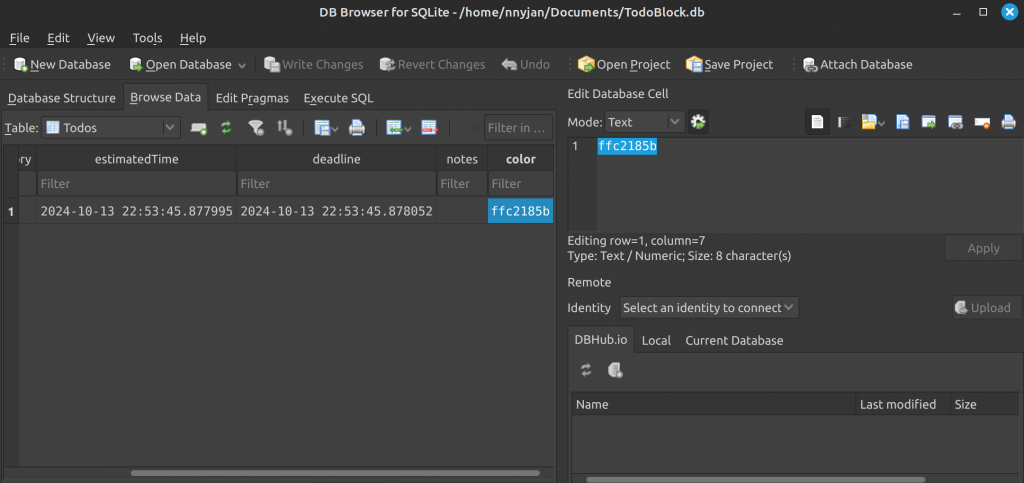 DB Browser for SQLite - /home/nnyjan/Documents/TodoBlock.db
File Edit View Tools Help
New Database Open Database Write Changes Revert Changes Undo Open Project Save Project Attach Database
Database Structure Browse Data Edit Pragmas Execute SQL
Table: Todos Filter in ...
ry estimatedTime deadline notes color
Filter Filter Filter Filter
1 2024-10-13 22:53:45.877995 2024-10-13 22:53:45.878052 ffc2185b
Edit Database Cell
Mode: Text
1 ffc2185b
Editing row=1, column=7
Type: Text / Numeric; Size: 8 character(s)
Apply
Remote
Identity Select an identity to connect Upload
DBHub.io Local Current Database
Name Last modified Size